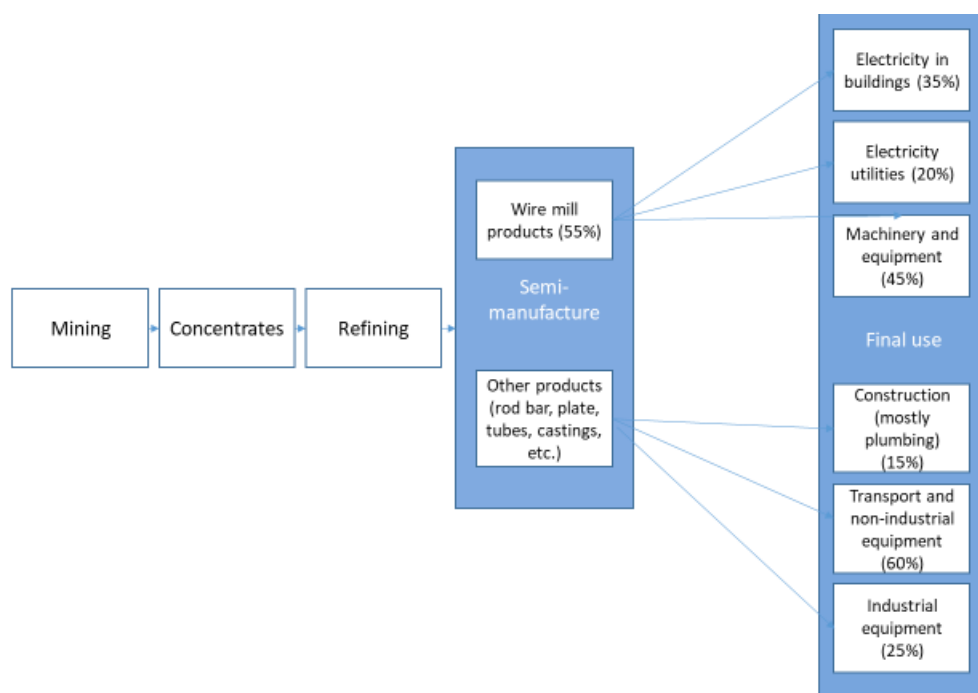 Mining
Concentrates
Refining
Wire mill
products (55%)
Semi-
manufacture
Other products
(rod bar, plate,
tubes, castings,
etc.)
Electricity in
buildings (35%)
Electricity
utilities (20%)
Machinery and
equipment
(45%)
Final use
Construction
(mostly
plumbing)
(15%)
Transport and
non-industrial
equipment
(60%)
Industrial
equipment
(25%)